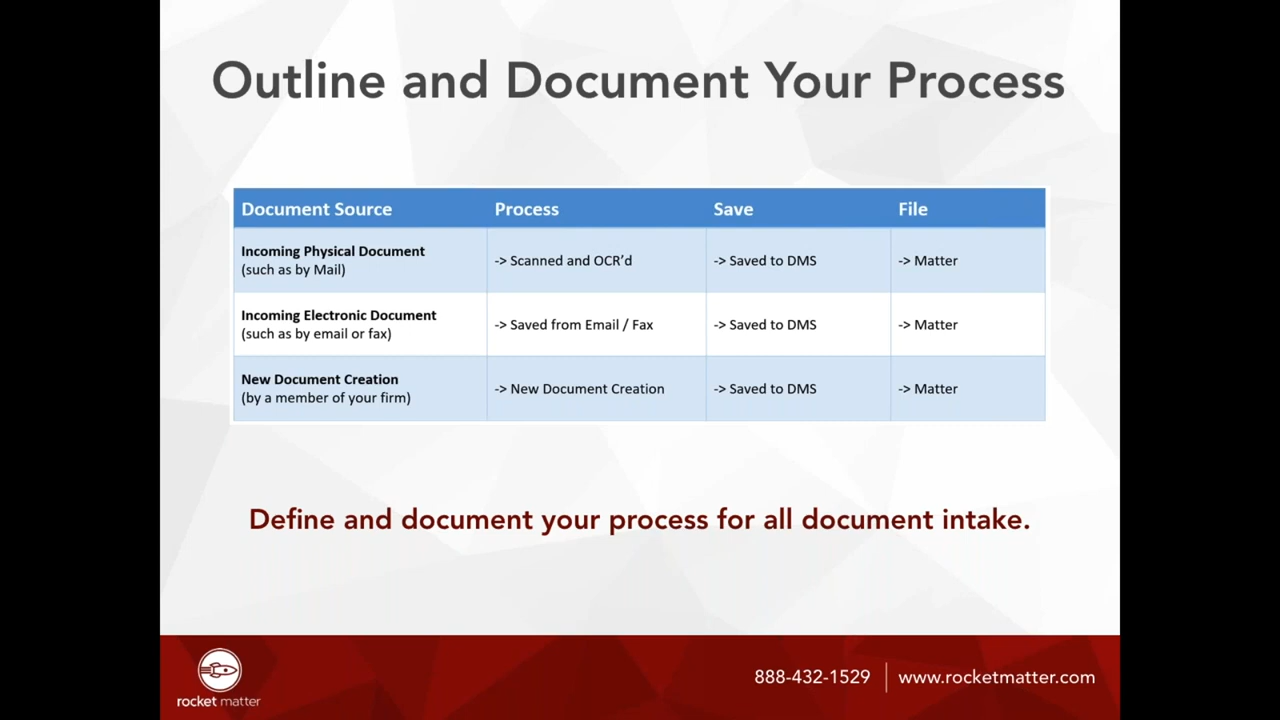 Outline and Document Your Process
Document Source Process Save File
Incoming Physical Document
(such as by Mail)
-> Scanned and OCR’d -> Saved to DMS -> Matter
Incoming Electronic Document
(such as by email or fax)
-> Saved from Email / Fax -> Saved to DMS -> Matter
New Document Creation
(by a member of your firm)
-> New Document Creation -> Saved to DMS -> Matter
Define and document your process for all document intake.
rocket matter
888-432-1529 www.rocketmatter.com